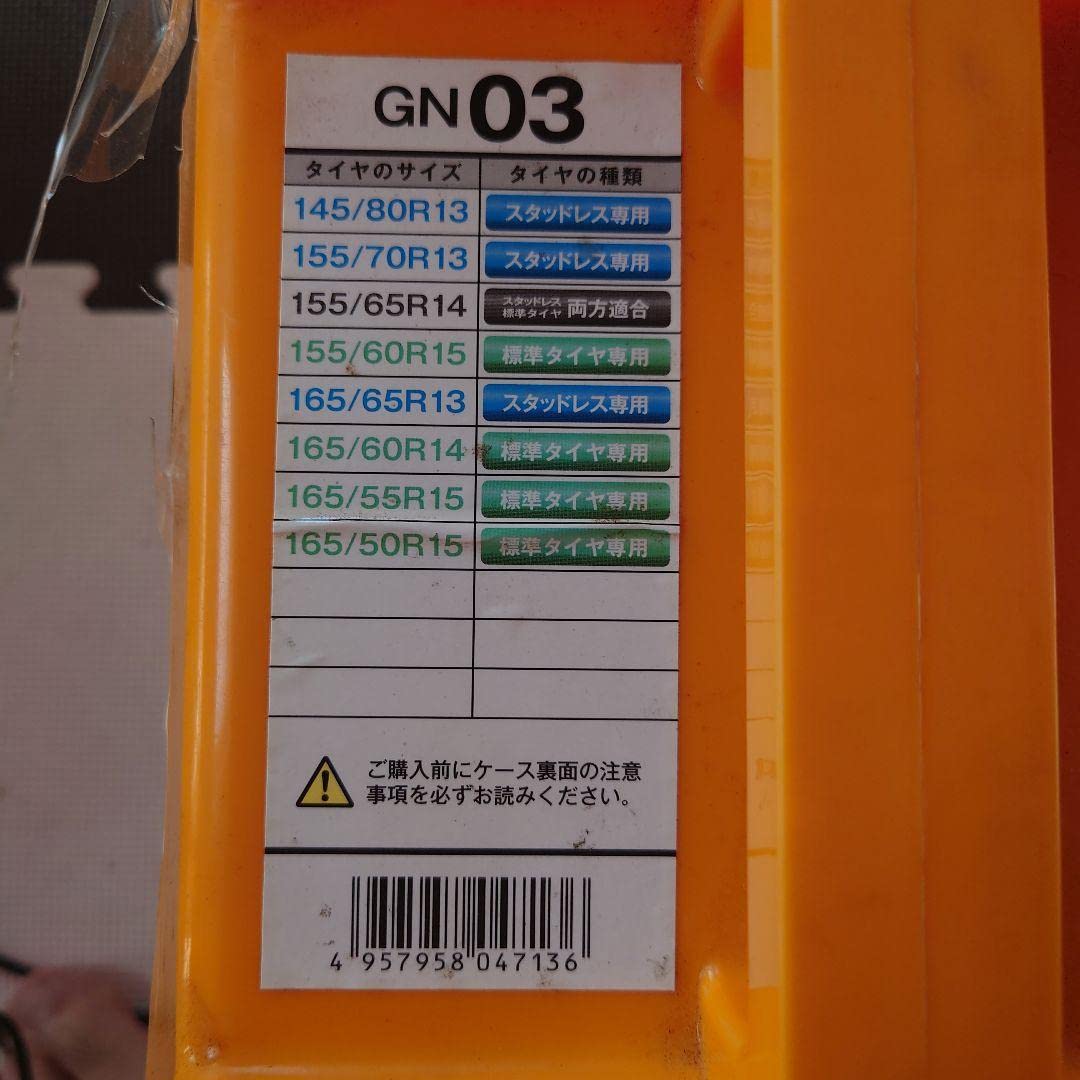 GN03
タイヤのサイズ タイヤの種類
145/80R13 スタッドレス専用
155/70R13 スタッドレス専用
155/65R14 スタッドレス 標準タイヤ 両方適合
155/60R15 標準タイヤ専用
165/65R13 スタッドレス専用
165/60R14 標準タイヤ専用
165/55R15 標準タイヤ専用
165/50R15 標準タイヤ専用
ご購入前にケース裏面の注意
事項を必ずお読みください。
4 957958 047136